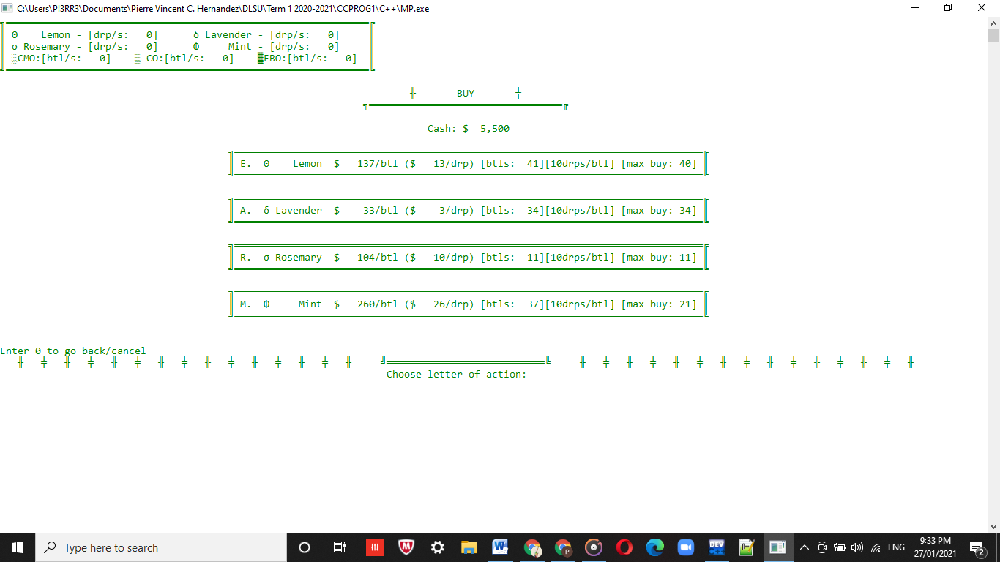 C:\Users\P!3RR3\Documents\Pierre Vincent C. Hernandez\DLSU\Term 1 2020-2021\CCPROG1\C++\MP.exe
Θ Lemon - [drp/s: 0] δ Lavender - [drp/s: 0]
σ Rosemary - [drp/s: 0] Φ Mint - [drp/s: 0]
░CMO:[btl/s: 0] ▒ CO:[btl/s: 0] ▓EBO:[btl/s: 0]
╫ BUY ╪
Cash: $ 5,500
E. Θ Lemon $ 137/btl ($ 13/drp) [btls: 41][10drps/btl] [max buy: 40]
A. δ Lavender $ 33/btl ($ 3/drp) [btls: 34][10drps/btl] [max buy: 34]
R. σ Rosemary $ 104/btl ($ 10/drp) [btls: 11][10drps/btl] [max buy: 11]
M. Φ Mint $ 260/btl ($ 26/drp) [btls: 37][10drps/btl] [max buy: 21]
Enter 0 to go back/cancel
Choose letter of action:
Type here to search
W
P
DEV
ENG
9:33 PM
27/01/2021
2